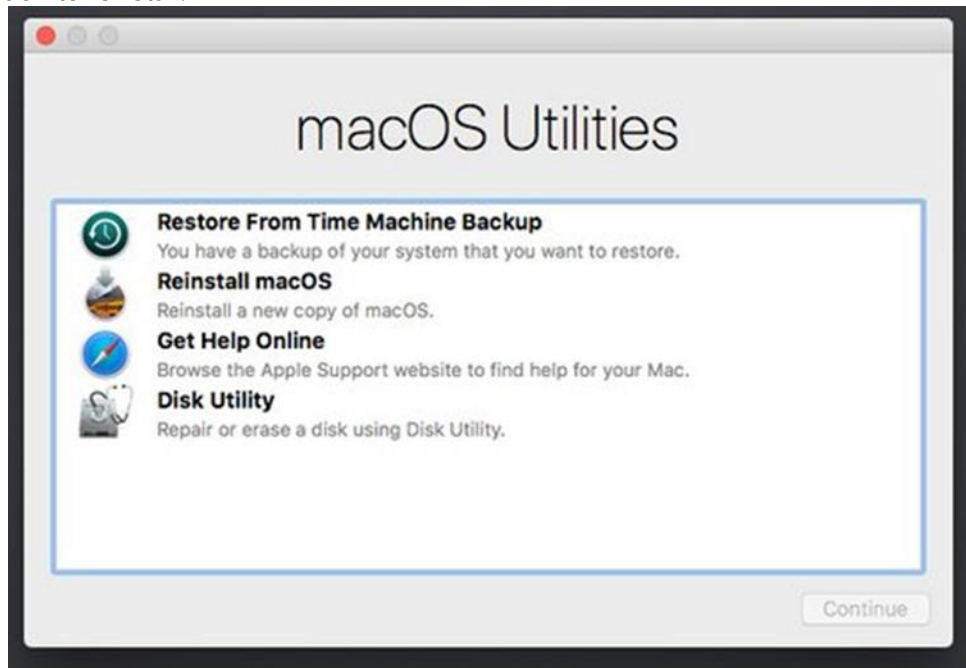 macOS Utilities
Restore From Time Machine Backup
You have a backup of your system that you want to restore.
Reinstall macOS
Reinstall a new copy of macOS.
Get Help Online
Browse the Apple Support website to find help for your Mac.
Disk Utility
Repair or erase a disk using Disk Utility.
Continue